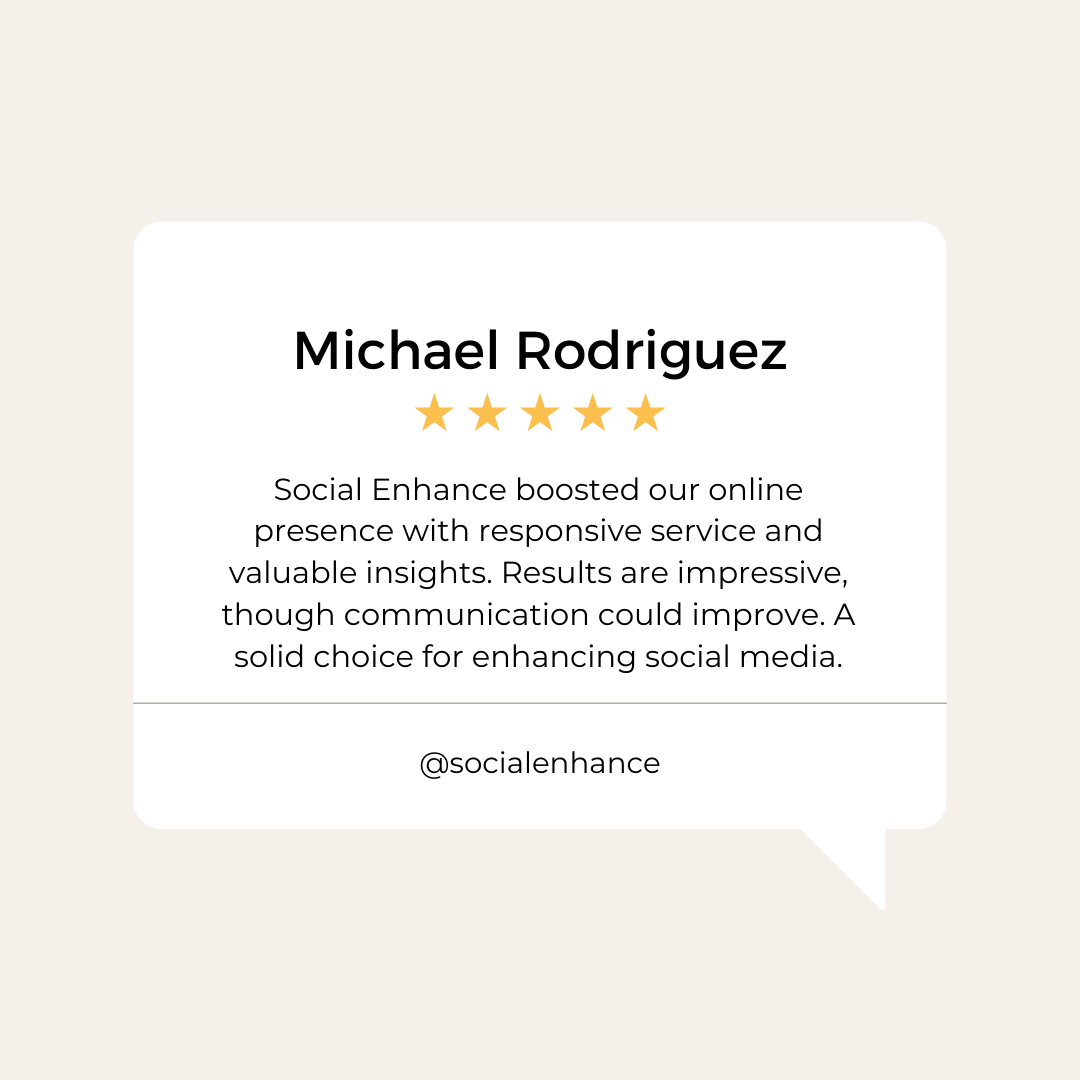 Michael Rodriguez
Social Enhance boosted our online
presence with responsive service and
valuable insights. Results are impressive,
though communication could improve. A
solid choice for enhancing social media.
@socialenhance